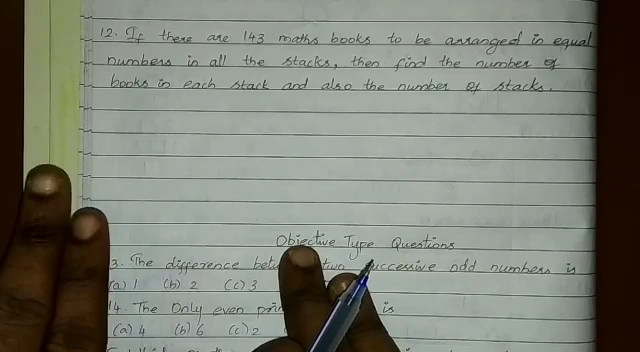 12. If there are 143 maths books to be arranged in equal
numbers in all the stacks, then find the number of
books in each stack and also the number of stacks.
Objective Type Questions
3. The difference successive odd numbers is
(a) 1 (b) 2 (c) 3
14. The Only even is
(a) 4 (b) 6 (c) 2